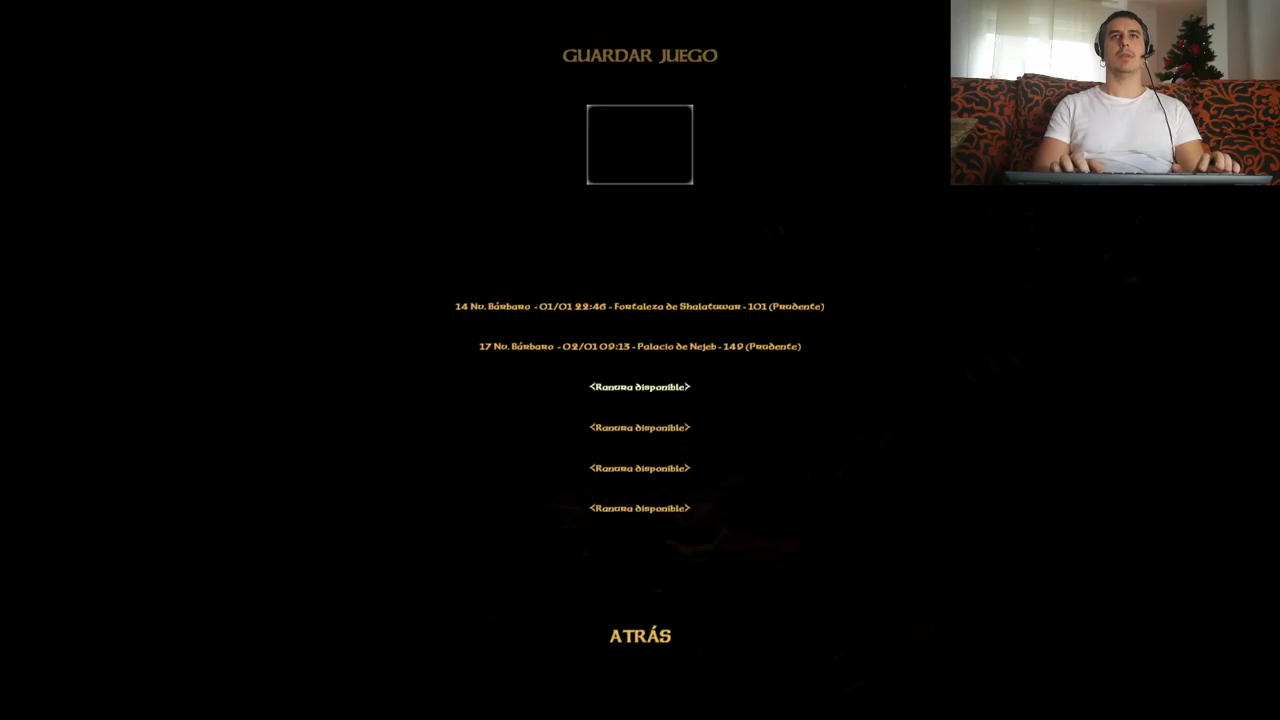 GUARDAR JUEGO
14 Nv. Bárbaro - 01/01 22:46 - Fortaleza de Shalatuwar - 101 (Prudente)
17 Nv. Bárbaro - 02/01 09:13 - Palacio de Nejeb - 149 (Prudente)
<Ranura disponible>
<Ranura disponible>
<Ranura disponible>
<Ranura disponible>
ATRÁS